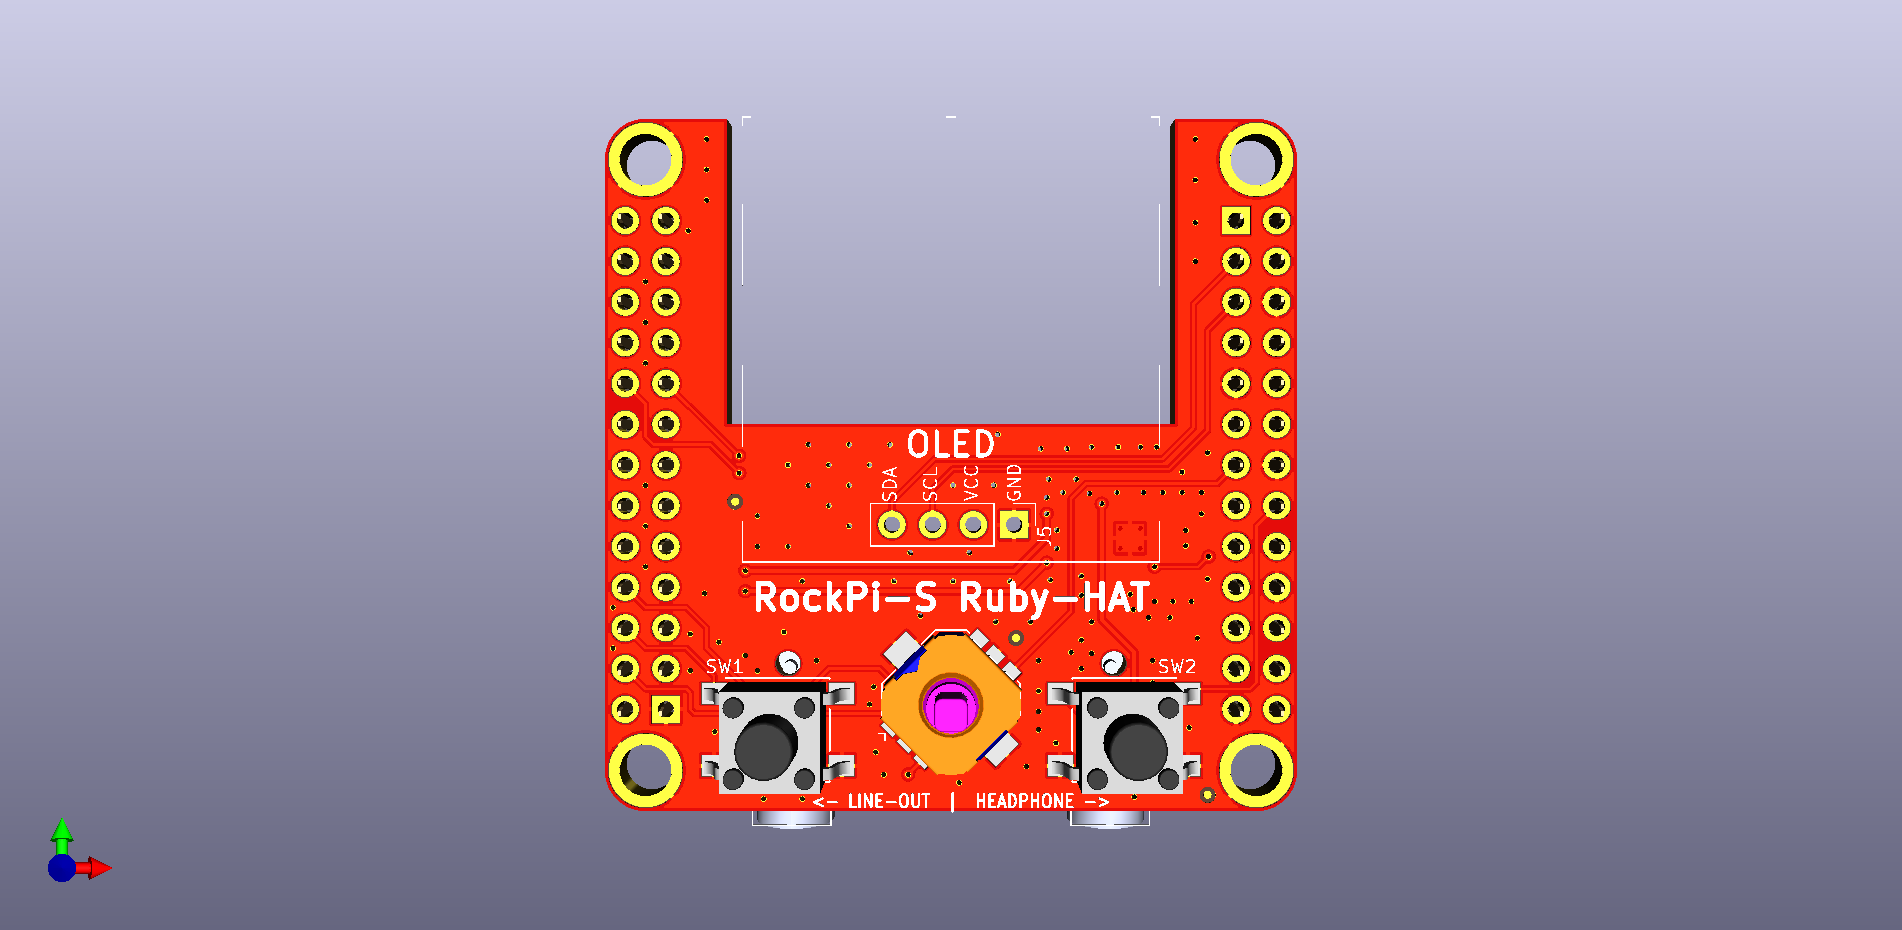 OLED
SDA SCL VCC GND
J5
RockPi-S Ruby-HAT
SW1 SW2
<- LINE-OUT | HEADPHONE ->